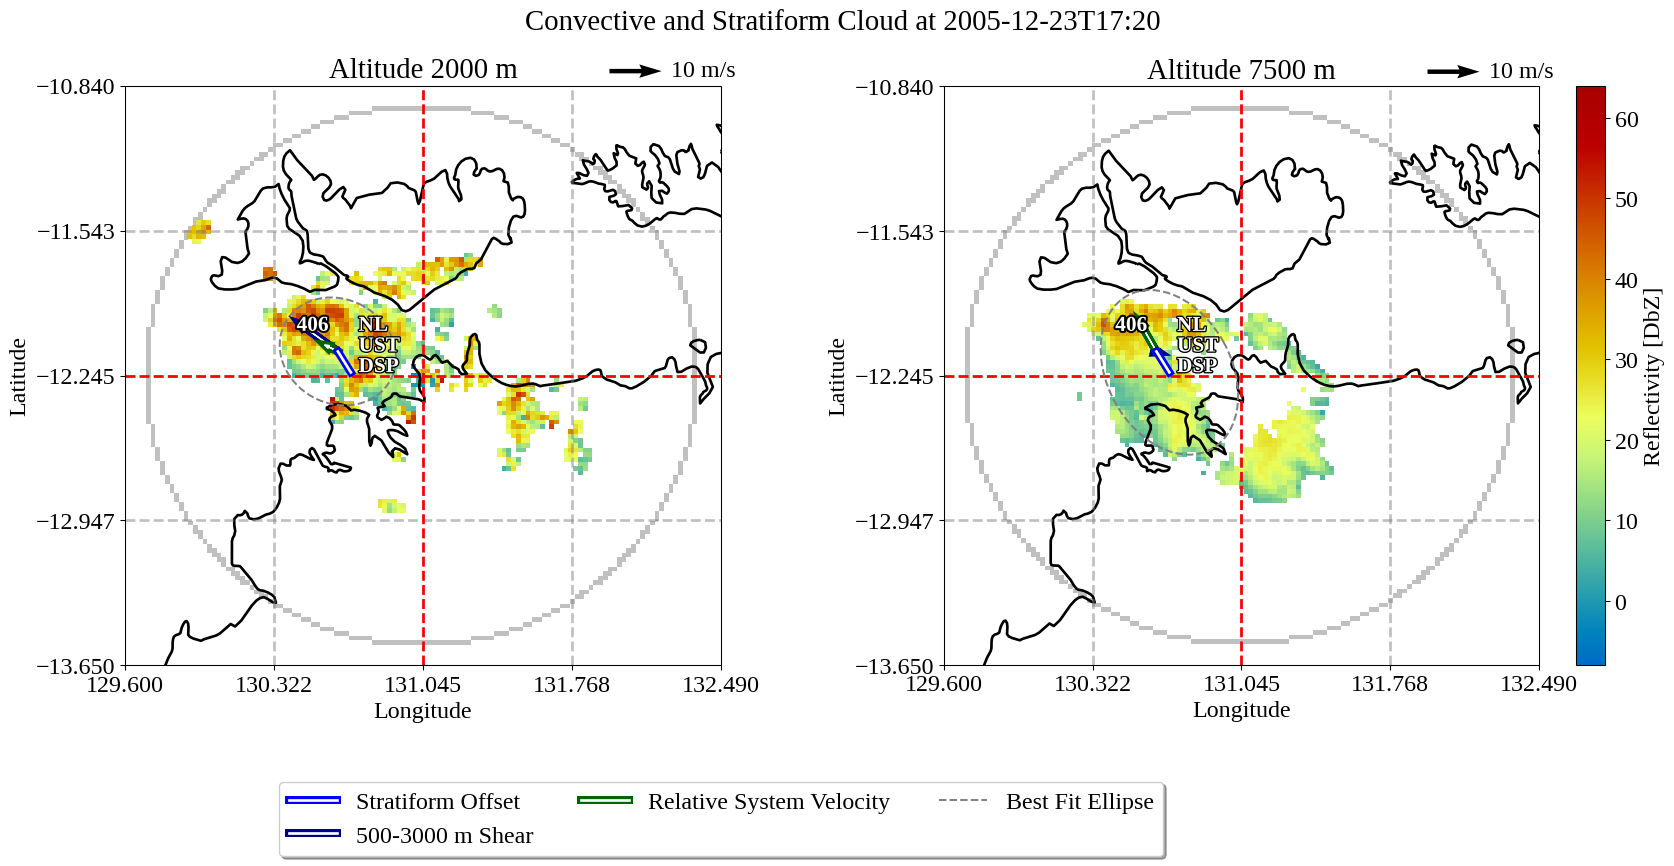 Convective and Stratiform Cloud at 2005-12-23T17:20
Altitude 2000 m
10 m/s
Altitude 7500 m
10 m/s
−10.840
−11.543
−12.245
−12.947
−13.650
Latitude
406
NL
UST
DSP
129.600
130.322
131.045
131.768
132.490
Longitude
−10.840
−11.543
−12.245
−12.947
−13.650
Latitude
406
NL
UST
DSP
129.600
130.322
131.045
131.768
132.490
Longitude
60
50
40
30
20
10
0
Reflectivity [DbZ]
Stratiform Offset
Relative System Velocity
Best Fit Ellipse
500-3000 m Shear